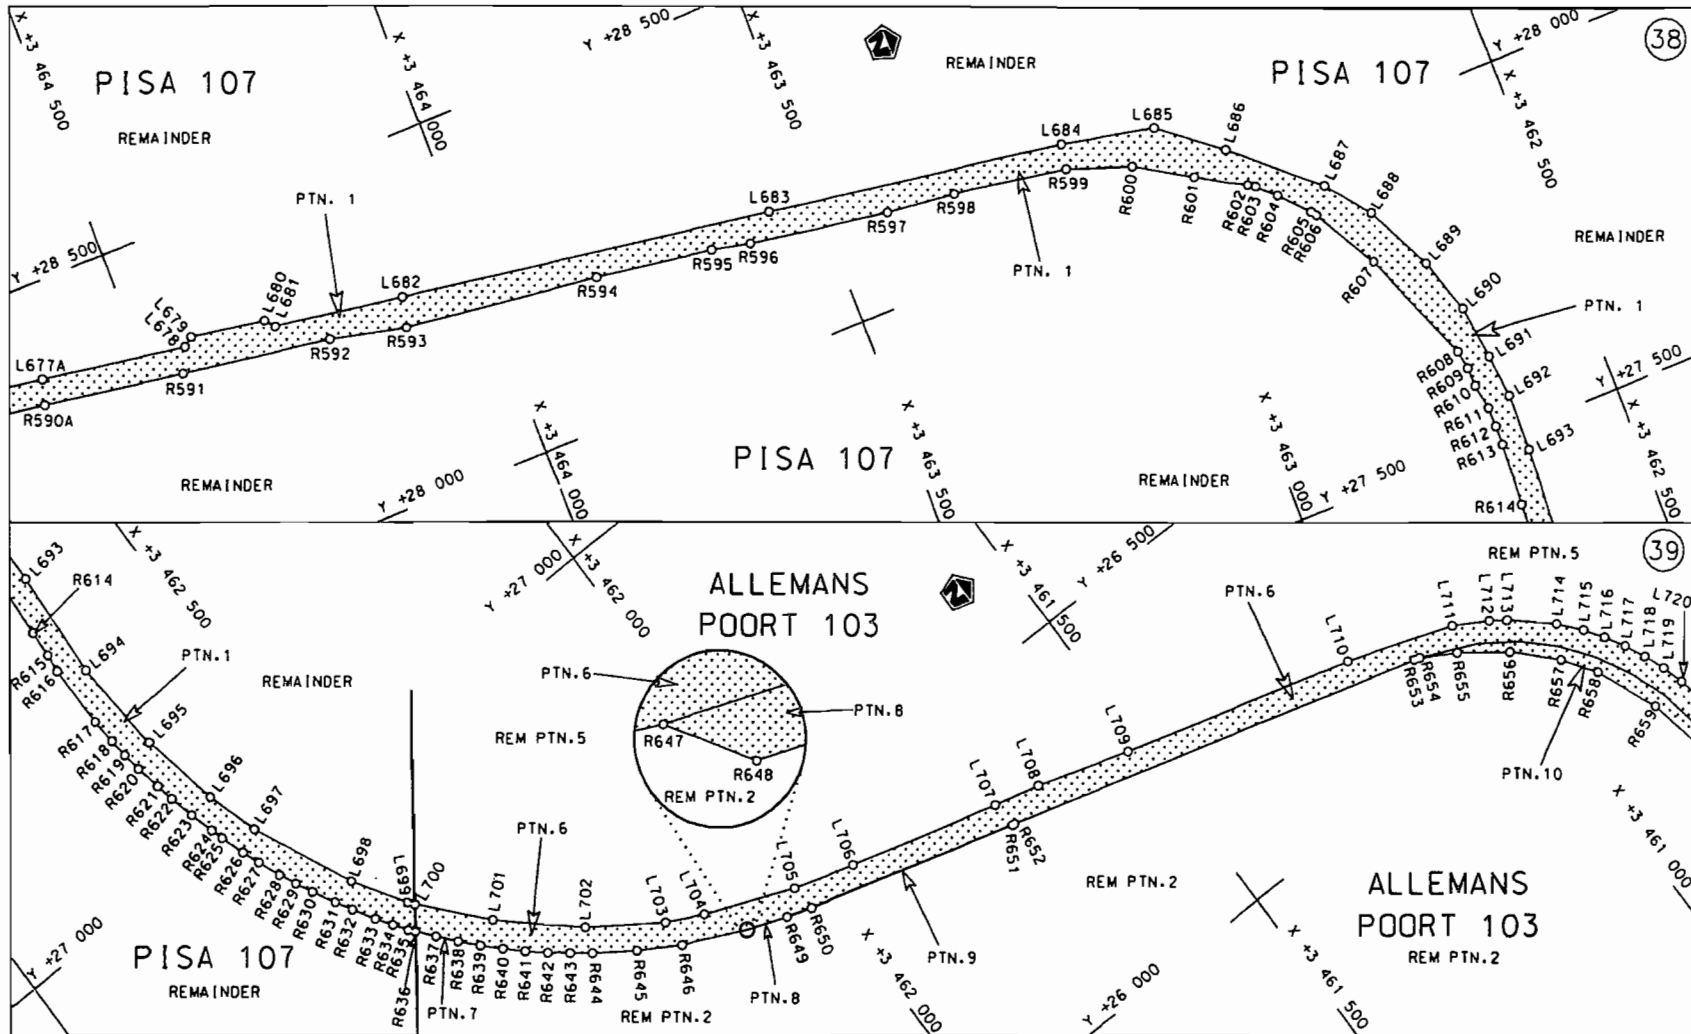 38
X +3 464 500
X +3 464 000
Y +28 500
X +3 463 500
Y +28 000
X +3 462 500
PISA 107
REMAINDER
REMAINDER
PISA 107
PTN. 1
L684
L685
L686
L687
L688
L689
L690
L691
L692
L693
L683
L682
L680
L681
L679
L678
L677A
R590A
R591
R592
R593
R594
R595
R596
R597
R598
R599
R600
R601
R602
R603
R604
R605
R606
R607
R608
R609
R610
R611
R612
R613
R614
PTN. 1
PTN. 1
REMAINDER
Y +28 500
Y +27 500
X +3 464 000
X +3 463 500
X +3 463 000
X +3 462 500
Y +28 000
Y +27 500
PISA 107
REMAINDER
REMAINDER
39
L693
R614
X +3 462 500
Y +27 000
X +3 462 000
ALLEMANS
POORT 103
X +3 461 500
Y +26 500
REM PTN.5
PTN.6
R615
R616
L694
PTN.1
REMAINDER
L695
L696
L697
L698
L699
L700
L701
L702
L703
L704
L705
L706
L707
L708
L709
L710
L711
L712
L713
L714
L715
L716
L717
L718
L719
L720
PTN.6
PTN.8
R647
R648
REM PTN.2
REM PTN.5
PTN.6
R617
R618
R619
R620
R621
R622
R623
R624
R625
R626
R627
R628
R629
R630
R631
R632
R633
R634
R635
R636
R637
R638
R639
R640
R641
R642
R643
R644
R645
R646
R649
R650
R651
R652
R653
R654
R655
R656
R657
R658
R659
PTN.10
PTN.9
PTN.8
PTN.7
REM PTN.2
REM PTN.2
X +3 461 000
Y +27 000
PISA 107
REMAINDER
X +3 462 000
Y +26 000
X +3 461 500
ALLEMANS
POORT 103
REM PTN.2